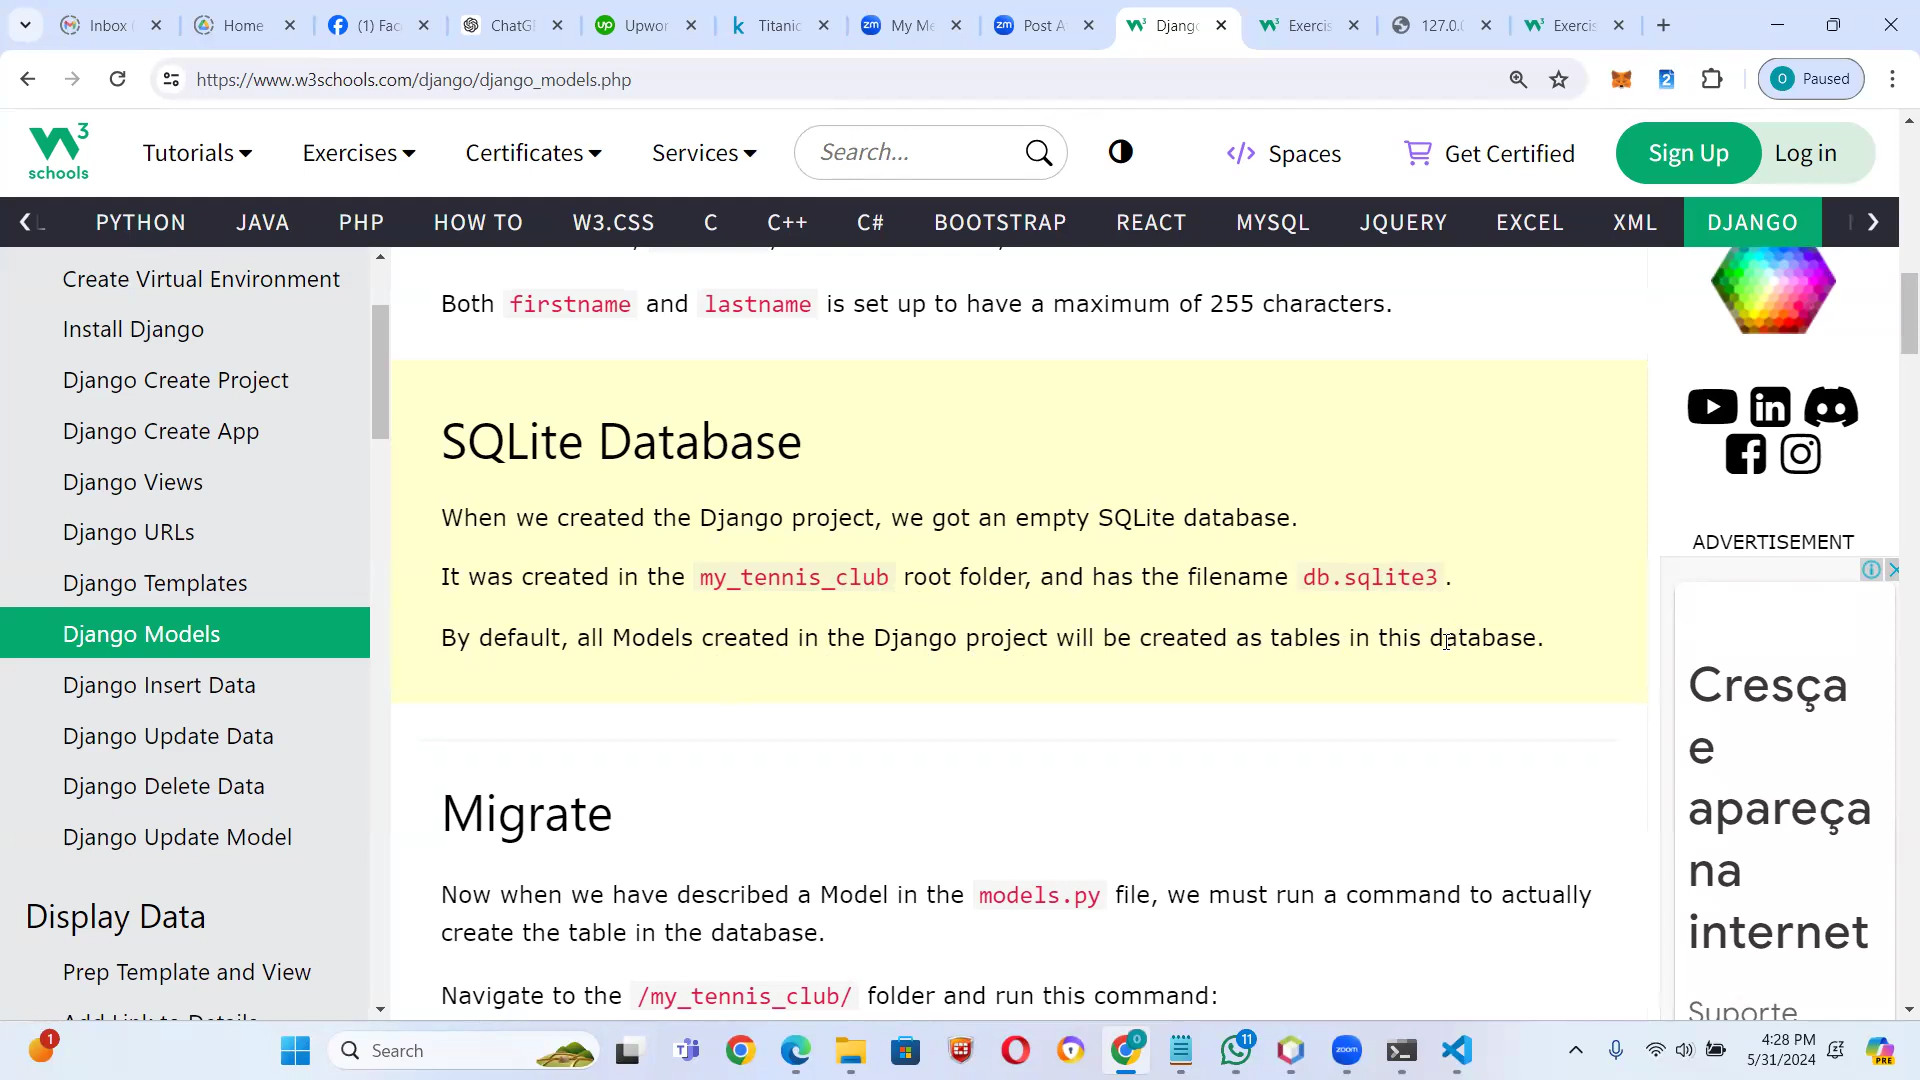 Inbox
Home
(1) Fac
ChatG
Upwor
Titanic
My Me
Post A
Django
Exercis
127.0.
Exercis
https://www.w3schools.com/django/django_models.php
Paused
3
schools
Tutorials
Exercises
Certificates
Services
Search...
</> Spaces
Get Certified
Sign Up
Log in
PYTHON JAVA PHP HOW TO W3.CSS C C++ C# BOOTSTRAP REACT MYSQL JQUERY EXCEL XML DJANGO
Create Virtual Environment
Install Django
Django Create Project
Django Create App
Django Views
Django URLs
Django Templates
Django Models
Django Insert Data
Django Update Data
Django Delete Data
Django Update Model
Display Data
Prep Template and View
Add Link to Details
Both firstname and lastname is set up to have a maximum of 255 characters.
SQLite Database
When we created the Django project, we got an empty SQLite database.
It was created in the my_tennis_club root folder, and has the filename db.sqlite3.
By default, all Models created in the Django project will be created as tables in this database.
Migrate
Now when we have described a Model in the models.py file, we must run a command to actually
create the table in the database.
Navigate to the /my_tennis_club/ folder and run this command:
ADVERTISEMENT
Cresça
e
apareça
na
internet
Suporte
1
Search
11
zoom
4:28 PM
5/31/2024
PRE